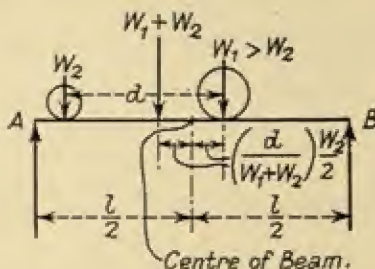 W₁ + W₂
W₂ W₁ > W₂
d
A B
(d / W₁+W₂) W₂ / 2
l/2 l/2
Centre of Beam.